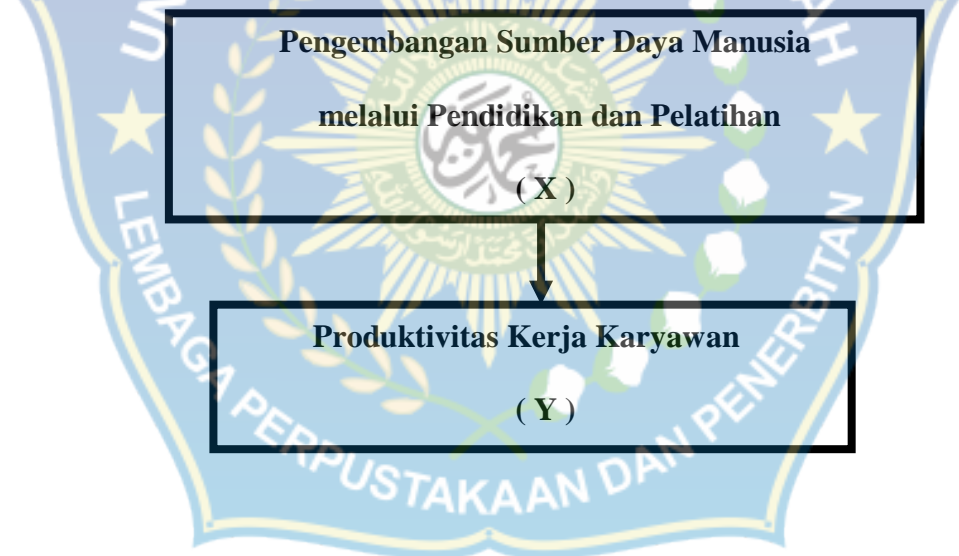 Pengembangan Sumber Daya Manusia
melalui Pendidikan dan Pelatihan
( X )
Produktivitas Kerja Karyawan
( Y )
LEMBAGA PERPUSTAKAAN DAN PENERBITAN